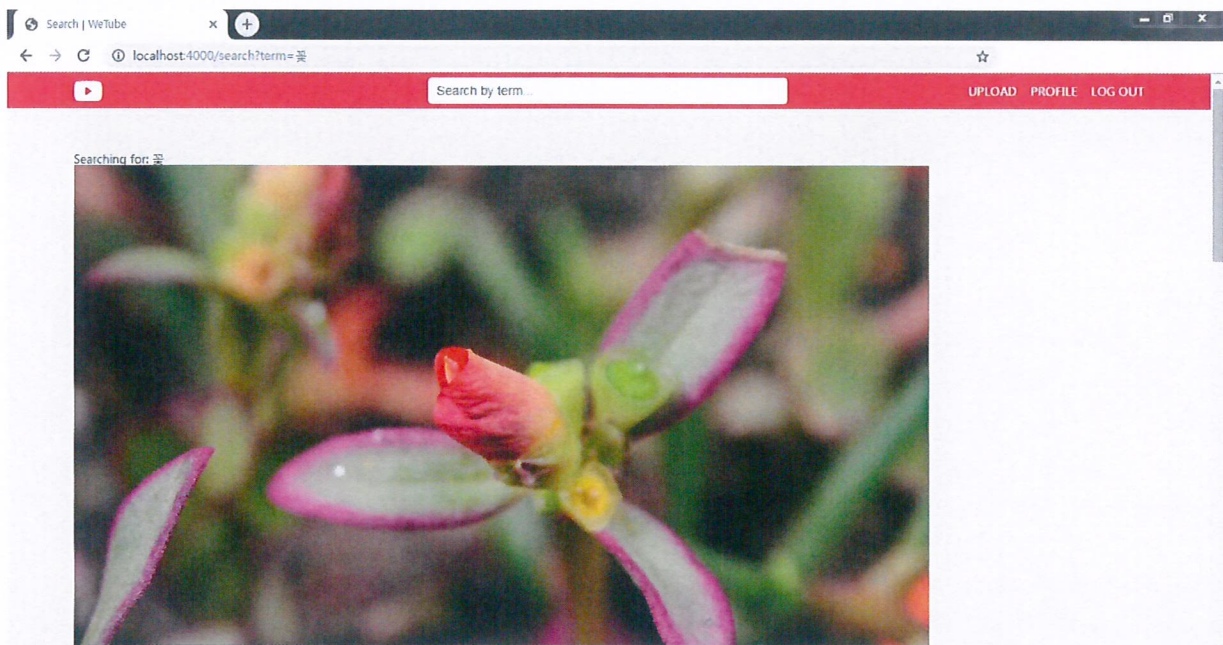 Search | WeTube
localhost:4000/search?term=꽃
Search by term...
UPLOAD PROFILE LOG OUT
Searching for: 꽃